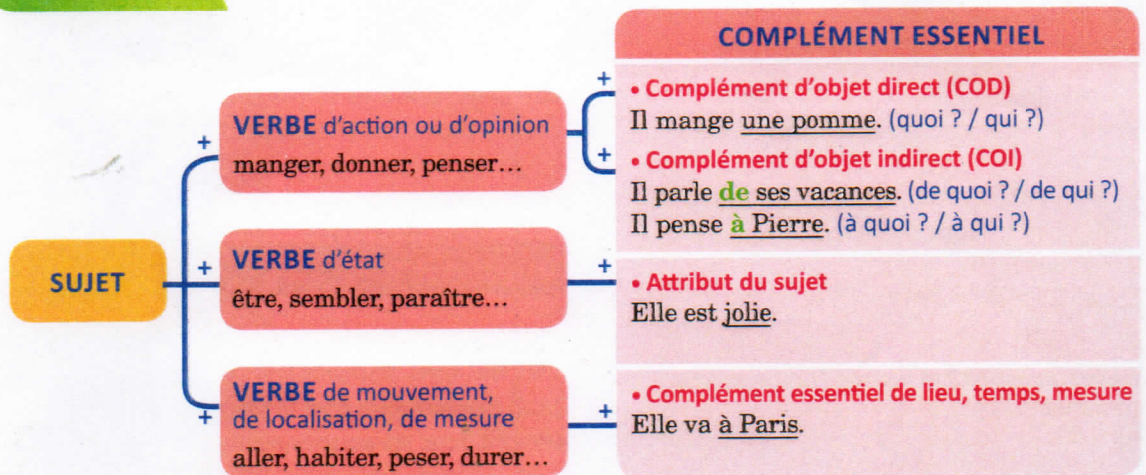 COMPLÉMENT ESSENTIEL
SUJET
VERBE d'action ou d'opinion
manger, donner, penser…
• Complément d'objet direct (COD)
Il mange une pomme. (quoi ? / qui ?)
• Complément d'objet indirect (COI)
Il parle de ses vacances. (de quoi ? / de qui ?)
Il pense à Pierre. (à quoi ? / à qui ?)
VERBE d'état
être, sembler, paraître…
• Attribut du sujet
Elle est jolie.
VERBE de mouvement,
de localisation, de mesure
aller, habiter, peser, durer…
• Complément essentiel de lieu, temps, mesure
Elle va à Paris.
+
+
+
+
+
+
+